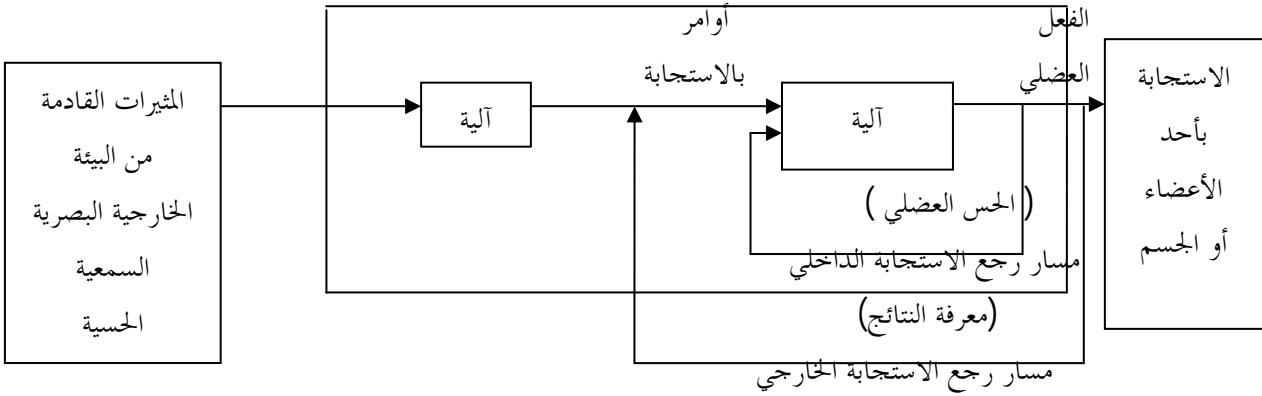 المثيرات القادمة
من البيئة
الخارجية البصرية
السمعية
الحسية
آلية
أوامر
بالاستجابة
آلية
الفعل
العضلي
(الحس العضلي )
مسار رجع الاستجابة الداخلي
(معرفة النتائج)
مسار رجع الاستجابة الخارجي
الاستجابة
بأحد
الأعضاء
أو الجسم